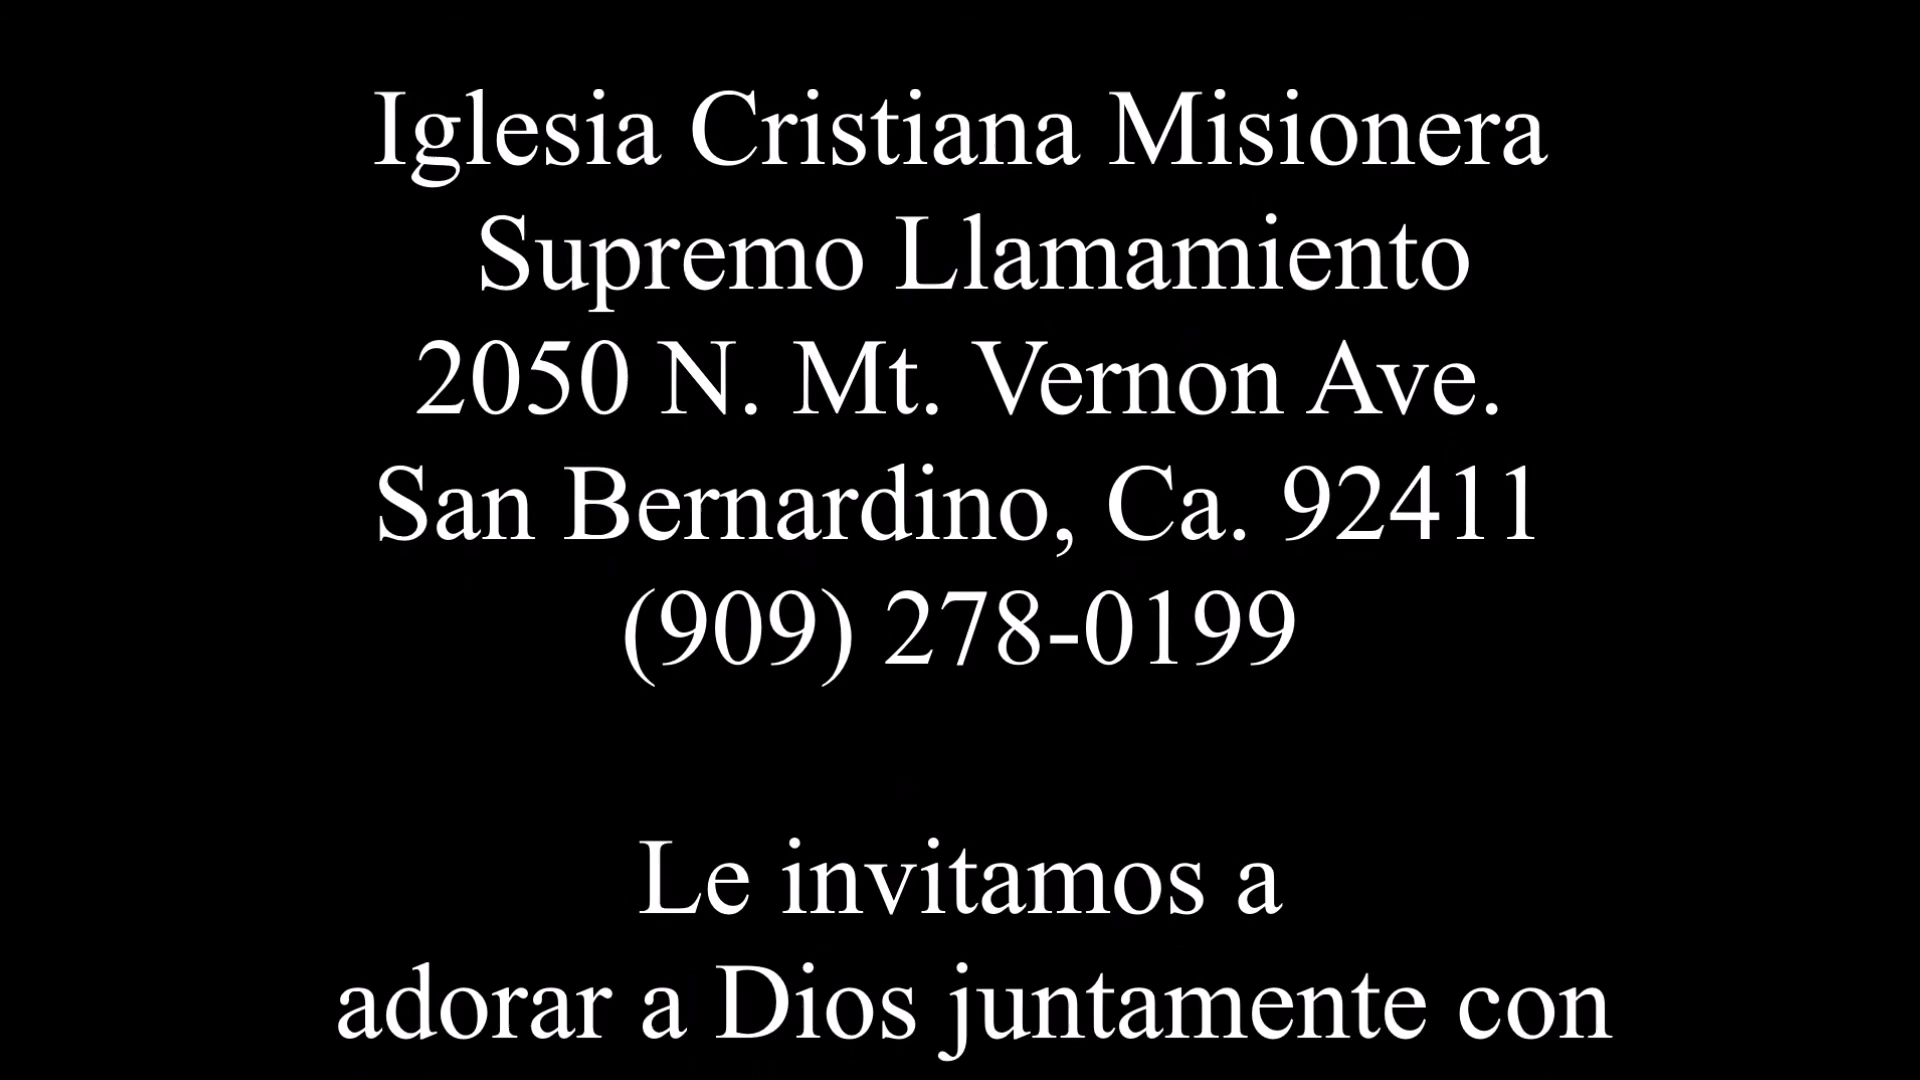 Iglesia Cristiana Misionera
Supremo Llamamiento
2050 N. Mt. Vernon Ave.
San Bernardino, Ca. 92411
(909) 278-0199
Le invitamos a
adorar a Dios juntamente con